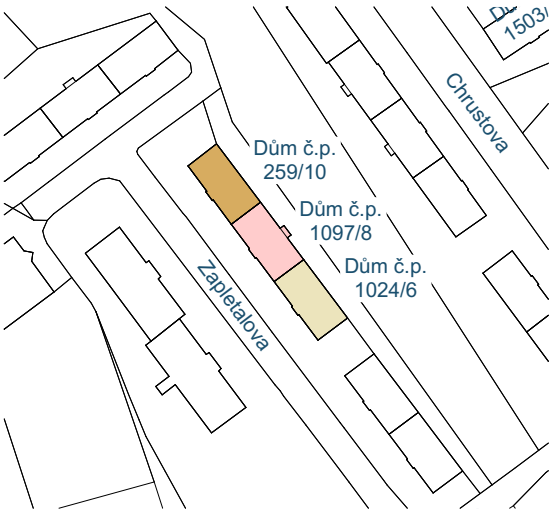 1503/
Chrustova
Dům č.p.
259/10
Dům č.p.
1097/8
Dům č.p.
1024/6
Zapletalova